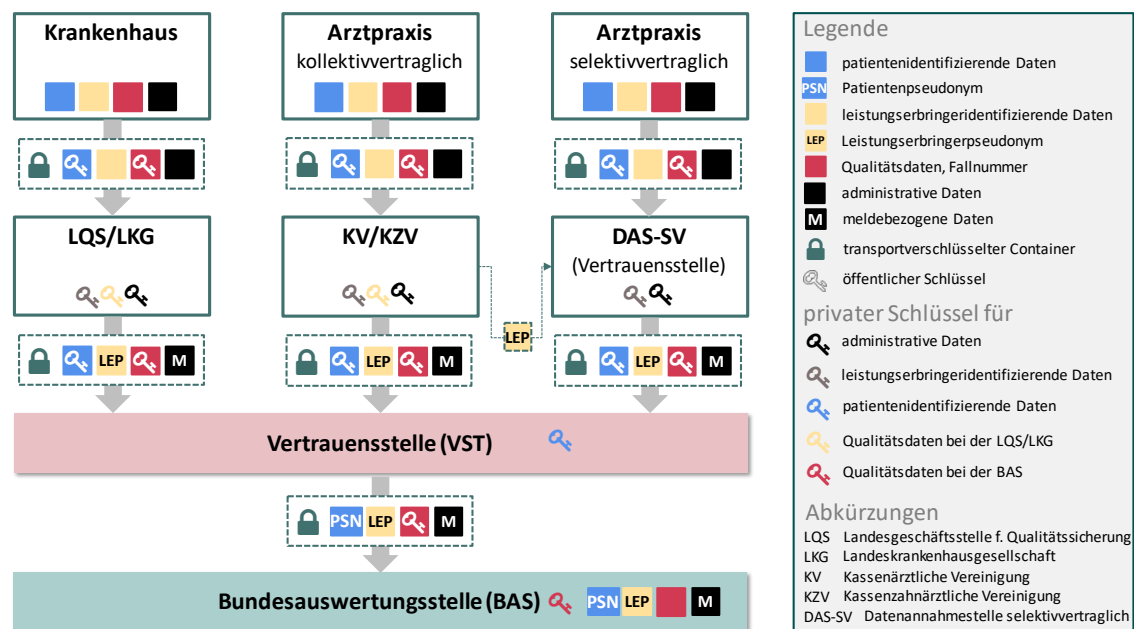 Krankenhaus
Arztpraxis
kollektivvertraglich
Arztpraxis
selektivvertraglich
LQS/LKG
KV/KZV
DAS-SV
(Vertrauensstelle)
LEP
LEP M
LEP M
LEP M
Vertrauensstelle (VST)
PSN LEP M
Bundesauswertungsstelle (BAS) PSN LEP M
Legende
patientenidentifizierende Daten
PSN Patientenpseudonym
leistungserbringeridentifizierende Daten
LEP Leistungserbringerpseudonym
Qualitätsdaten, Fallnummer
administrative Daten
M meldebezogene Daten
transportverschlüsselter Container
öffentlicher Schlüssel
privater Schlüssel für
administrative Daten
leistungserbringeridentifizierende Daten
patientenidentifizierende Daten
Qualitätsdaten bei der LQS/LKG
Qualitätsdaten bei der BAS
Abkürzungen
LQS Landesgeschäftsstelle f. Qualitätssicherung
LKG Landeskrankenhausgesellschaft
KV Kassenärztliche Vereinigung
KZV Kassenzahnärztliche Vereinigung
DAS-SV Datenannahmestelle selektivvertraglich